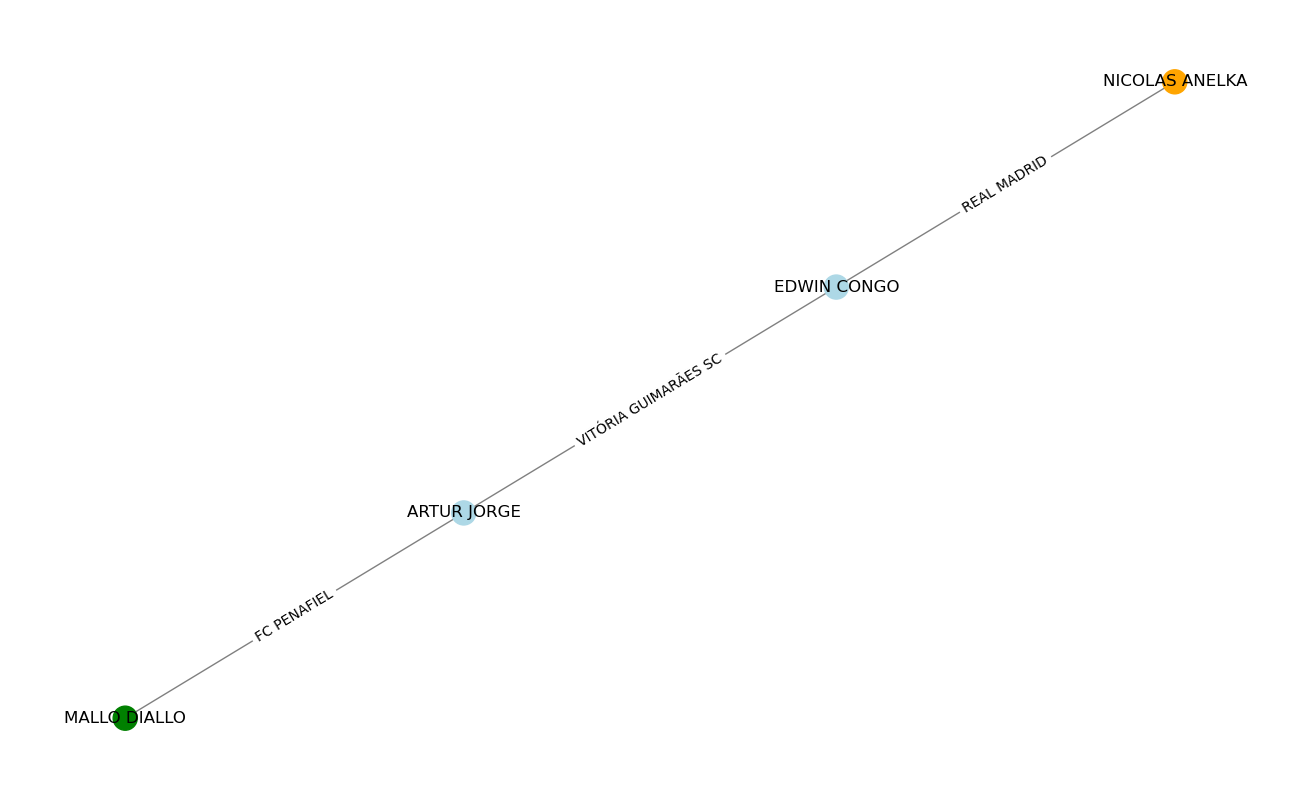 NICOLAS ANELKA
REAL MADRID
EDWIN CONGO
VITÓRIA GUIMARÃES SC
ARTUR JORGE
FC PENAFIEL
MALLO DIALLO